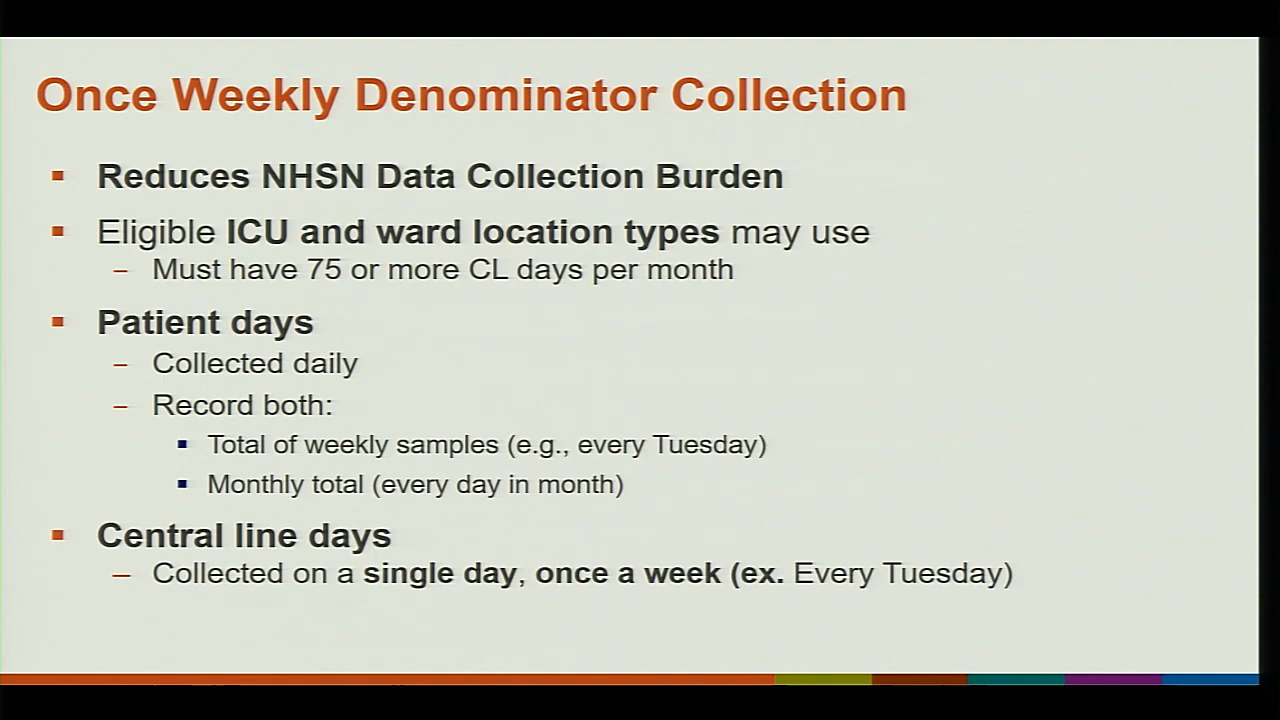 Once Weekly Denominator Collection
▪ Reduces NHSN Data Collection Burden
▪ Eligible ICU and ward location types may use
– Must have 75 or more CL days per month
▪ Patient days
– Collected daily
– Record both:
▪ Total of weekly samples (e.g., every Tuesday)
▪ Monthly total (every day in month)
▪ Central line days
– Collected on a single day, once a week (ex. Every Tuesday)